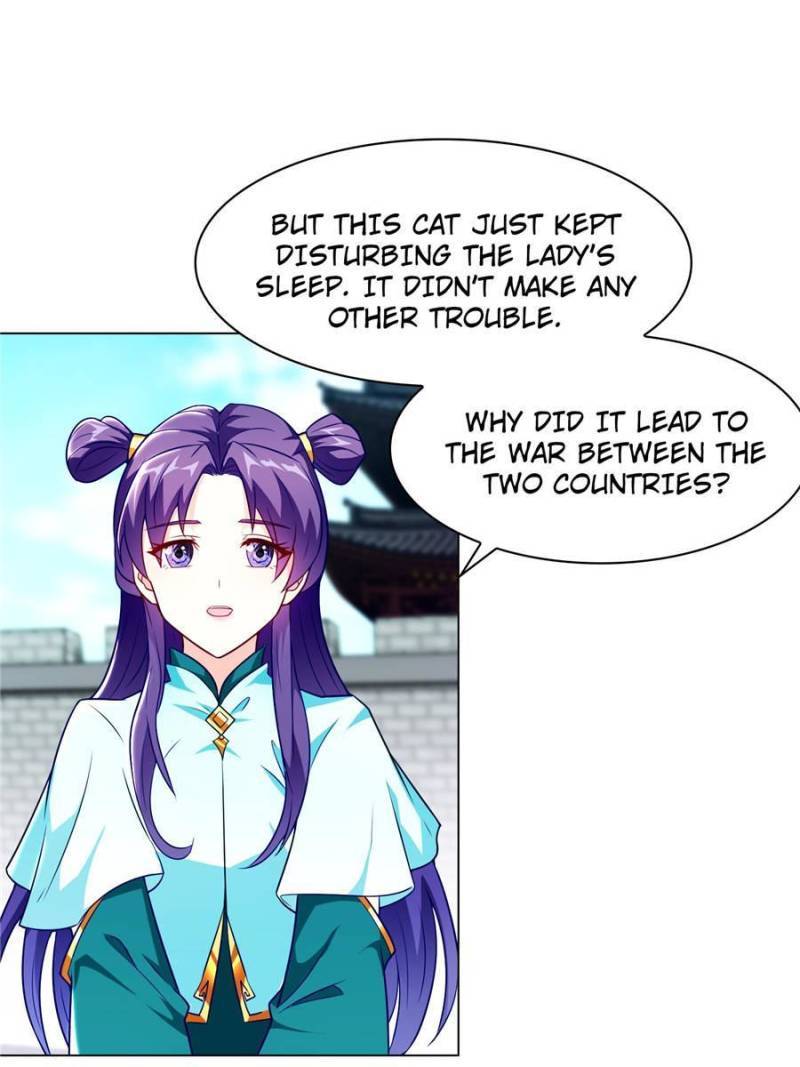 BUT THIS CAT JUST KEPT
DISTURBING THE LADY'S
SLEEP. IT DIDN'T MAKE ANY
OTHER TROUBLE.
WHY DID IT LEAD TO
THE WAR BETWEEN THE
TWO COUNTRIES?